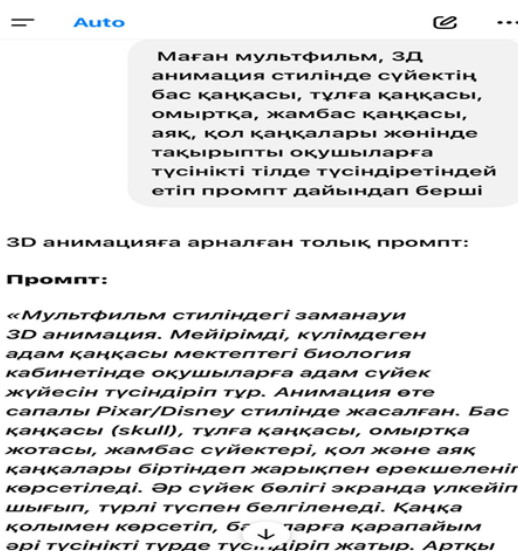 Auto
Маған мультфильм, 3Д
анимация стилінде сүйектің
бас қаңқасы, тұлға қаңқасы,
омыртқа, жамбас қаңқасы,
аяқ, қол қаңқалары жөнінде
тақырыпты оқушыларға
түсінікті тілде түсіндіретіндей
етіп промпт дайындап берші
3D анимацияға арналған толық промпт:
Промпт:
«Мультфильм стиліндегі заманауи
3D анимация. Мейірімді, күлімдеген
адам қаңқасы мектептегі биология
кабинетінде оқушыларға адам сүйек
жүйесін түсіндіріп тұр. Анимация өте
сапалы Pixar/Disney стилінде жасалған. Бас
қаңқасы (skull), тұлға қаңқасы, омыртқа
жотасы, жамбас сүйектері, қол және аяқ
қаңқалары біртіндеп жарықпен ерекшеленіп
көрсетіледі. Әр сүйек бөлігі экранда үлкейіп
шығып, түрлі түспен белгіленеді. Қаңқа
қолымен көрсетіп, қарапайым
әрі түсінікті түрде жатыр. Артқы